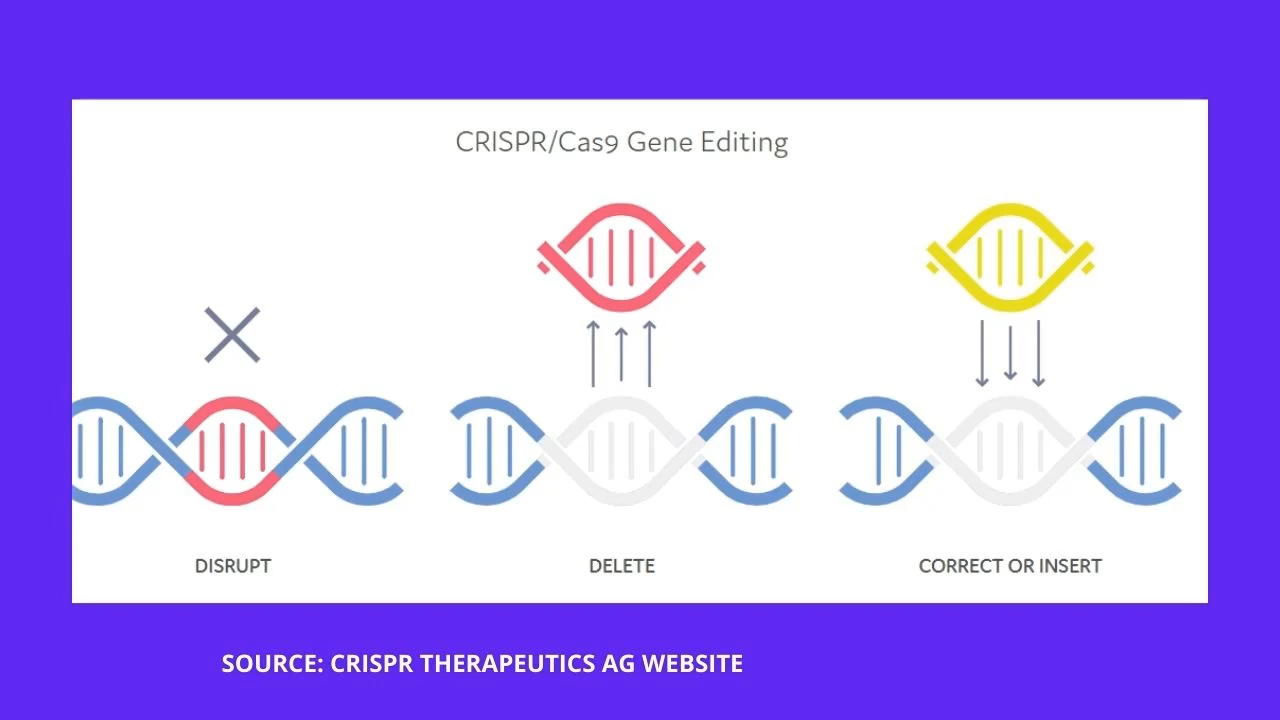 CRISPR/Cas9 Gene Editing
DISRUPT
DELETE
CORRECT OR INSERT
SOURCE: CRISPR THERAPEUTICS AG WEBSITE